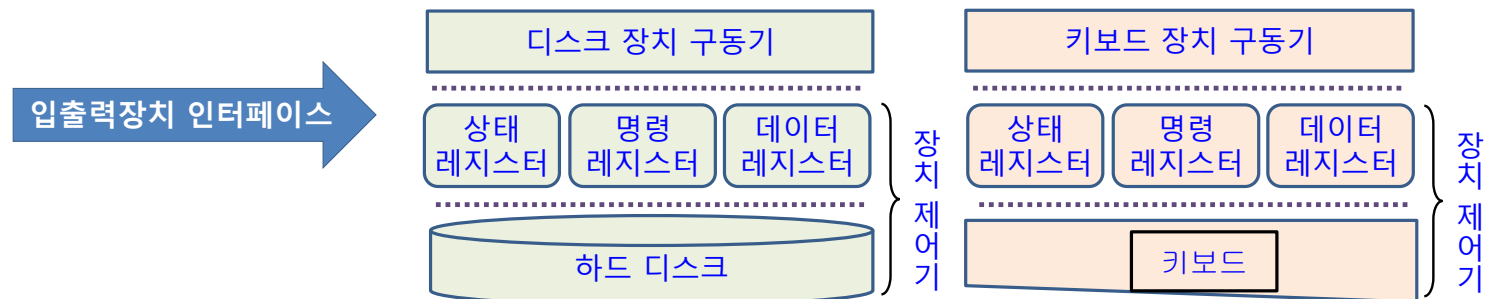 디스크 장치 구동기
키보드 장치 구동기
입출력장치 인터페이스
상태
레지스터
명령
레지스터
데이터
레지스터
장치 제어기
상태
레지스터
명령
레지스터
데이터
레지스터
장치 제어기
하드 디스크
키보드